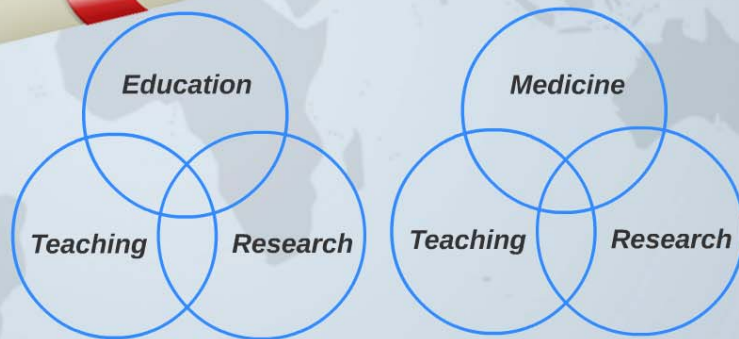 Education
Teaching
Research
Medicine
Teaching
Research